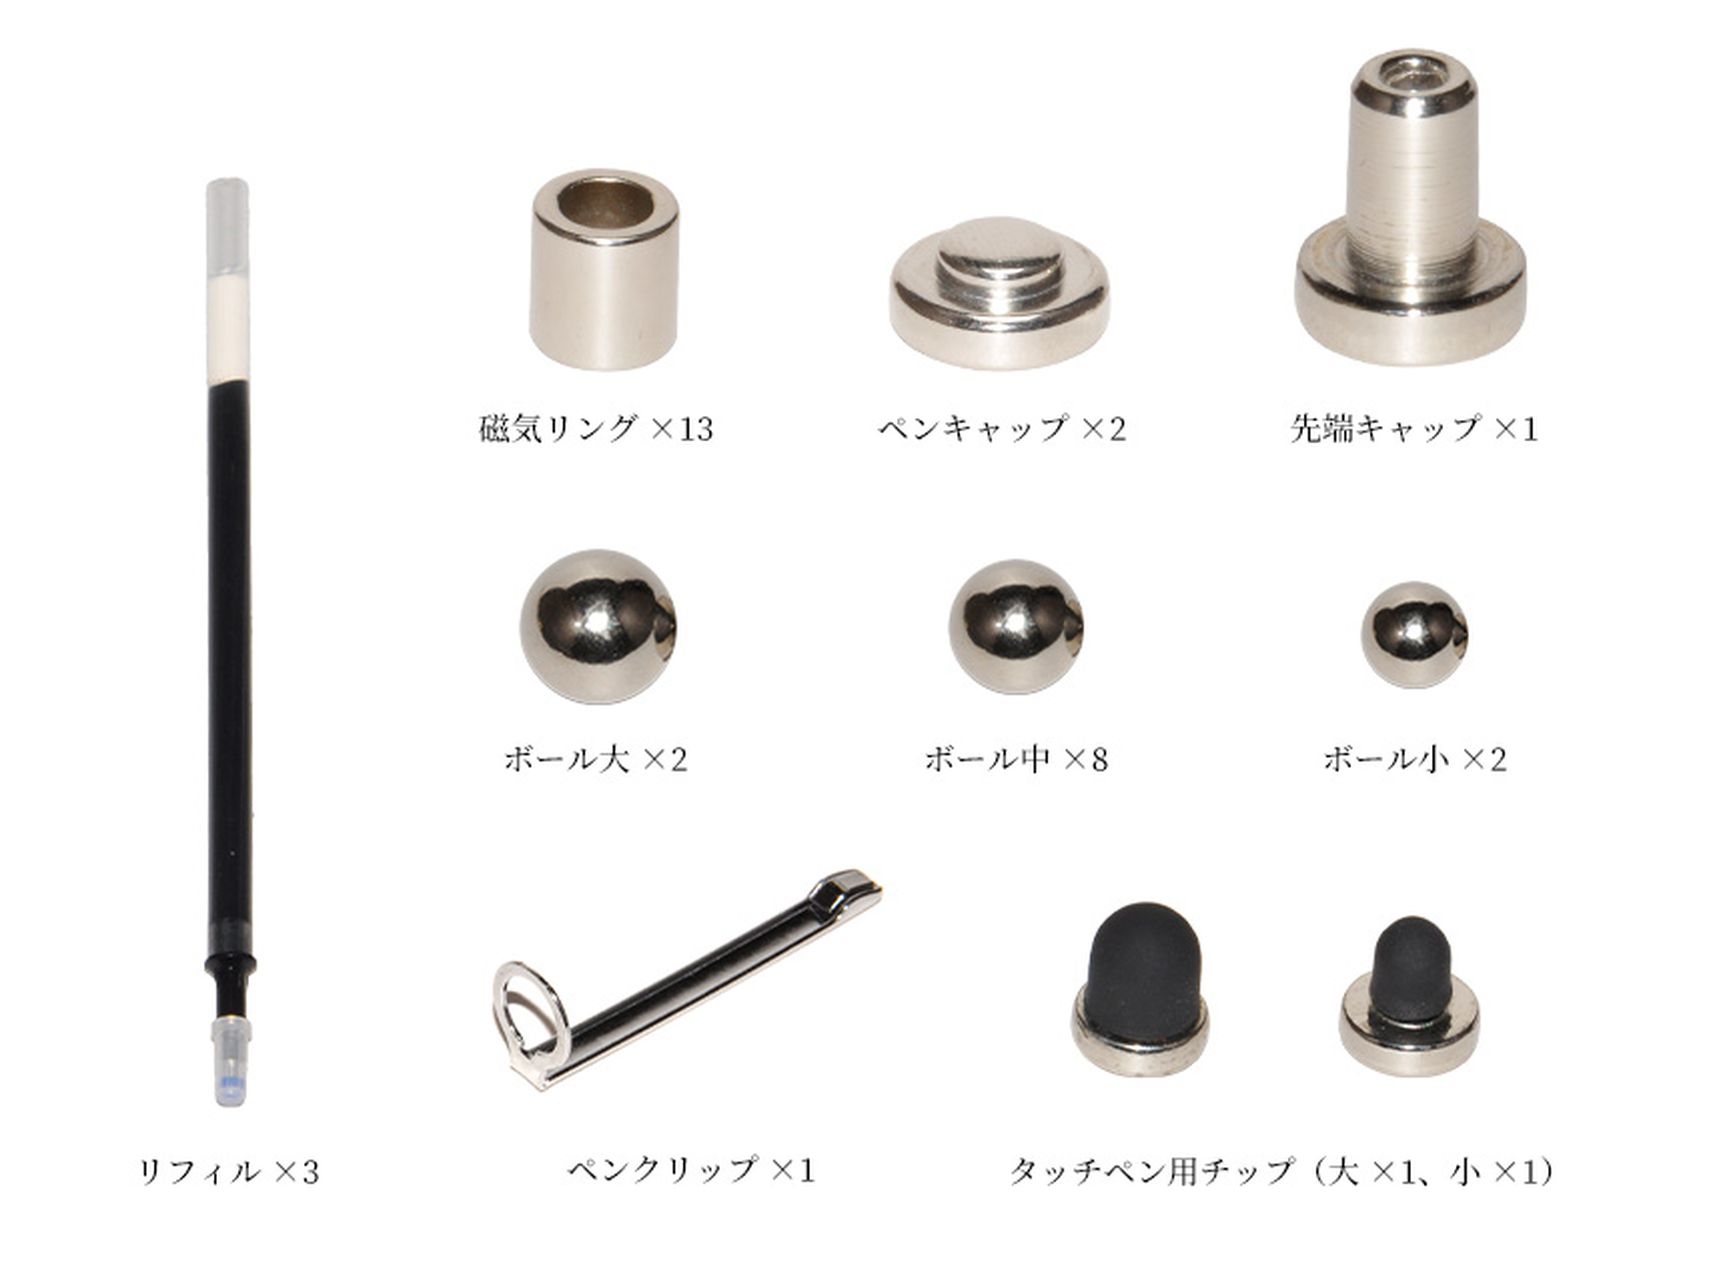 磁気リング ×13
ペンキャップ ×2
先端キャップ ×1
ボール大 ×2
ボール中 ×8
ボール小 ×2
リフィル ×3
ペンクリップ ×1
タッチペン用チップ（大 ×1、小 ×1）